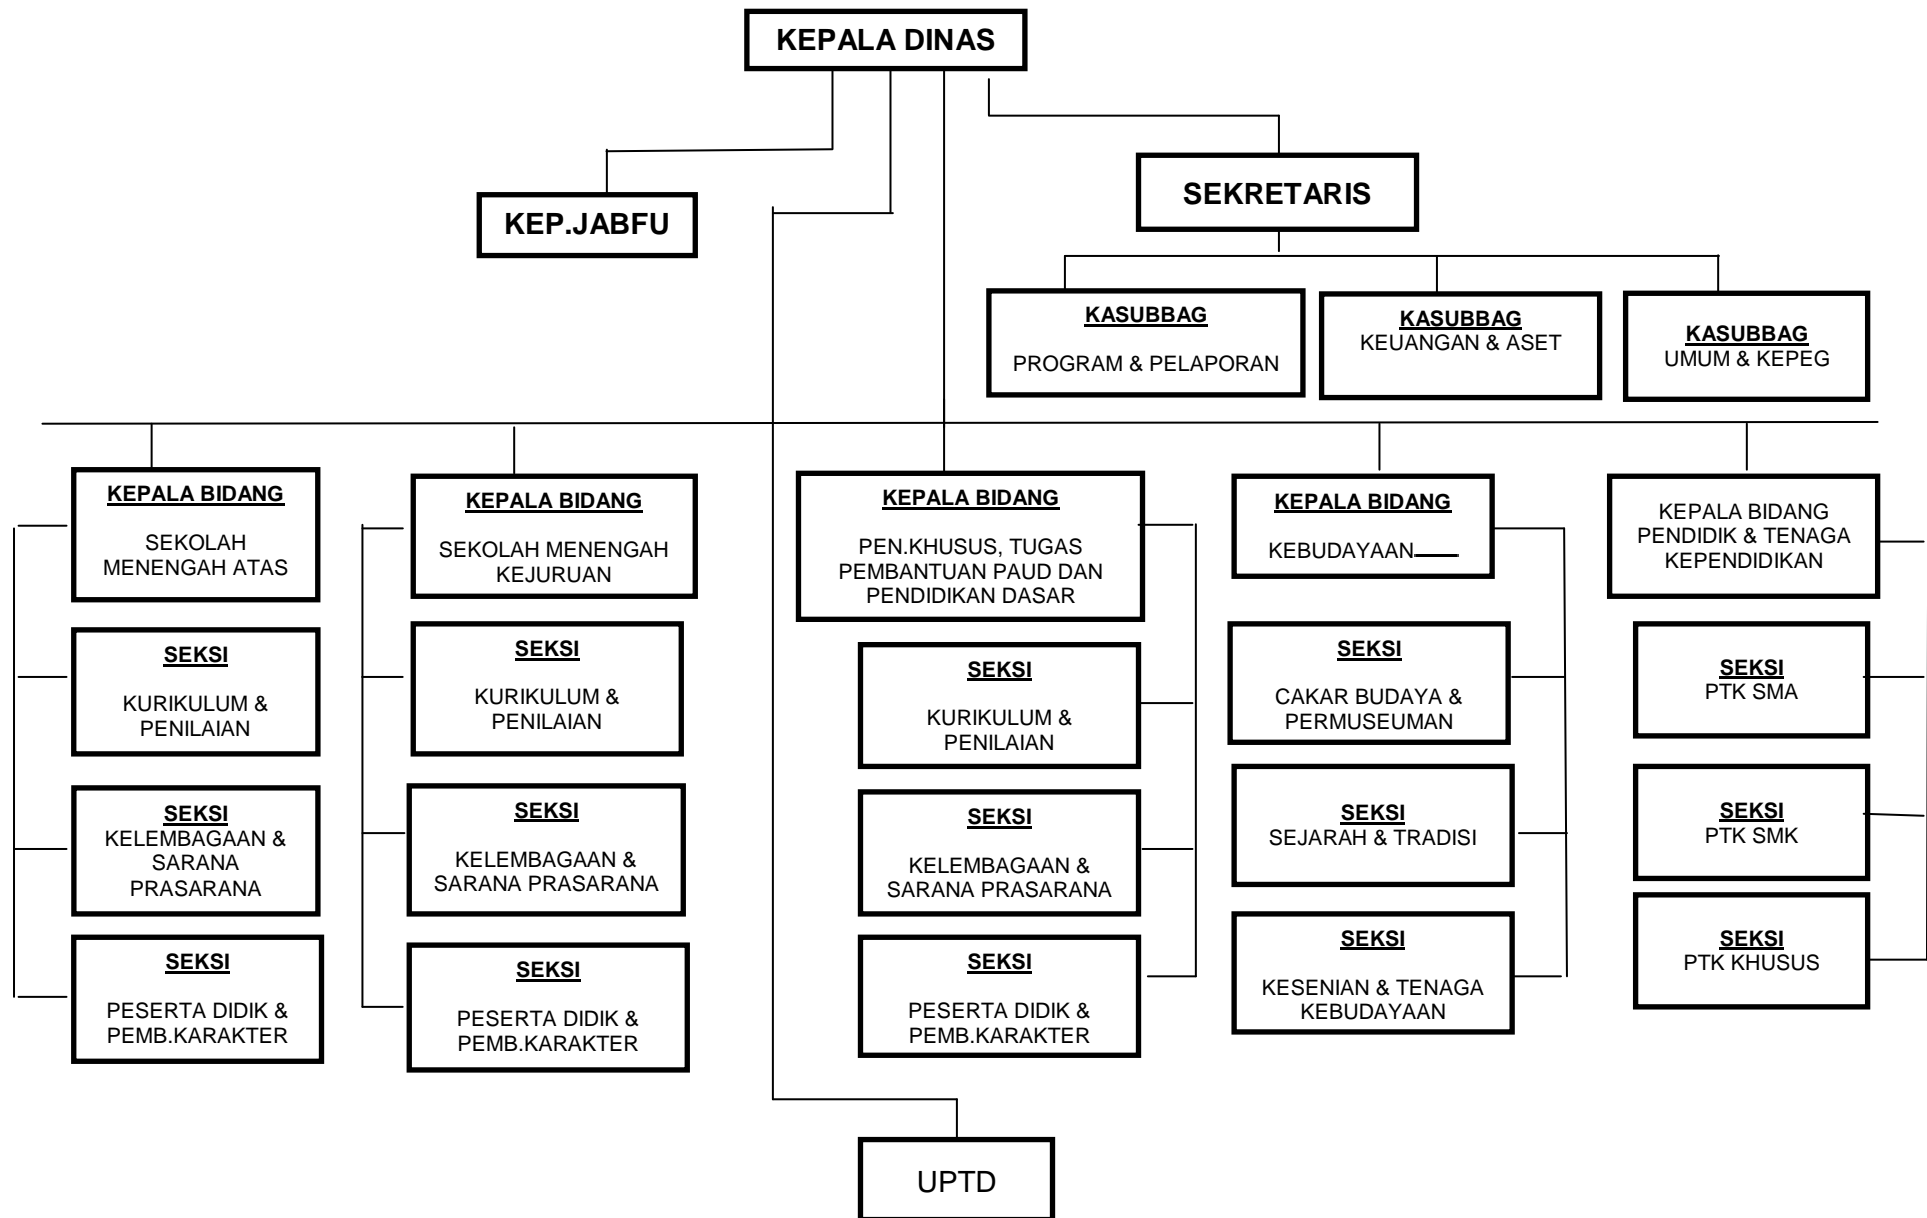 KEPALA DINAS
KEP.JABFU
SEKRETARIS
KASUBBAG
PROGRAM & PELAPORAN
KASUBBAG
KEUANGAN & ASET
KASUBBAG
UMUM & KEPEG
KEPALA BIDANG
SEKOLAH
MENENGAH ATAS
SEKSI
KURIKULUM &
PENILAIAN
SEKSI
KELEMBAGAAN &
SARANA
PRASARANA
SEKSI
PESERTA DIDIK &
PEMB.KARAKTER
KEPALA BIDANG
SEKOLAH MENENGAH
KEJURUAN
SEKSI
KURIKULUM &
PENILAIAN
SEKSI
KELEMBAGAAN &
SARANA PRASARANA
SEKSI
PESERTA DIDIK &
PEMB.KARAKTER
KEPALA BIDANG
PEN.KHUSUS, TUGAS
PEMBANTUAN PAUD DAN
PENDIDIKAN DASAR
SEKSI
KURIKULUM &
PENILAIAN
SEKSI
KELEMBAGAAN &
SARANA PRASARANA
SEKSI
PESERTA DIDIK &
PEMB.KARAKTER
KEPALA BIDANG
KEBUDAYAAN
SEKSI
CAKAR BUDAYA &
PERMUSEUMAN
SEKSI
SEJARAH & TRADISI
SEKSI
KESENIAN & TENAGA
KEBUDAYAAN
KEPALA BIDANG
PENDIDIK & TENAGA
KEPENDIDIKAN
SEKSI
PTK SMA
SEKSI
PTK SMK
SEKSI
PTK KHUSUS
UPTD